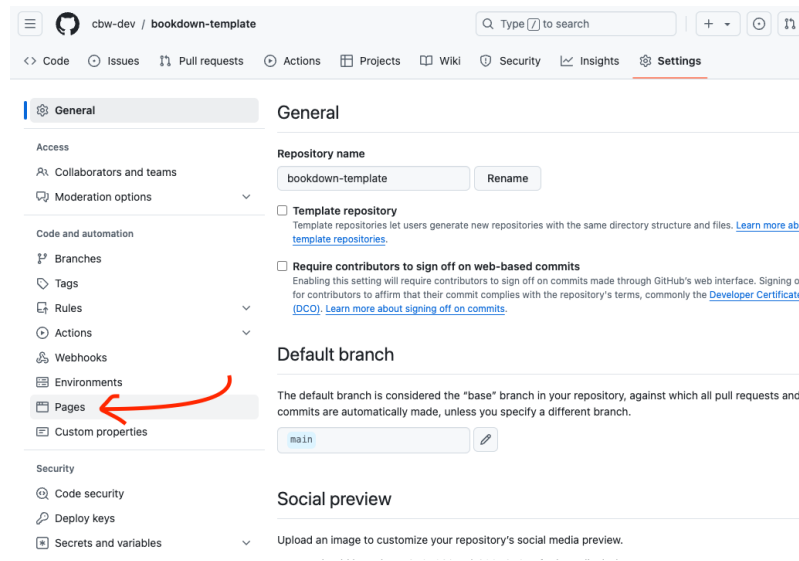 cbw-dev / bookdown-template
Type / to search
Code Issues Pull requests Actions Projects Wiki Security Insights Settings
General
Access
Collaborators and teams
Moderation options
Code and automation
Branches
Tags
Rules
Actions
Webhooks
Environments
Pages
Custom properties
Security
Code security
Deploy keys
Secrets and variables
General
Repository name
bookdown-template Rename
Template repository
Template repositories let users generate new repositories with the same directory structure and files. Learn more ab
template repositories.
Require contributors to sign off on web-based commits
Enabling this setting will require contributors to sign off on commits made through GitHub's web interface. Signing o
for contributors to affirm that their commit complies with the repository's terms, commonly the Developer Certificate
(DCO). Learn more about signing off on commits.
Default branch
The default branch is considered the “base” branch in your repository, against which all pull requests and
commits are automatically made, unless you specify a different branch.
main
Social preview
Upload an image to customize your repository's social media preview.